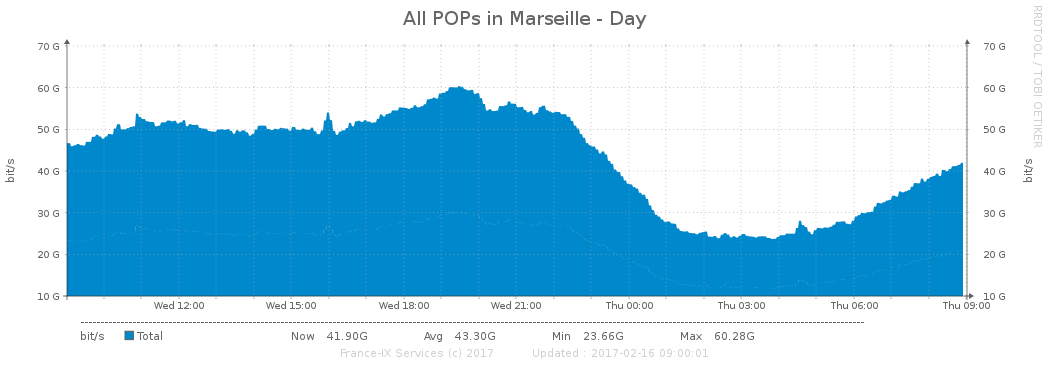 All POPs in Marseille - Day
RRDTOOL / TOBI OETIKER
70 G 70 G
60 G 60 G
50 G 50 G
40 G 40 G
30 G 30 G
20 G 20 G
10 G 10 G
bit/s bit/s
Wed 12:00 Wed 15:00 Wed 18:00 Wed 21:00 Thu 00:00 Thu 03:00 Thu 06:00 Thu 09:00
bit/s Total Now 41.90G Avg 43.30G Min 23.66G Max 60.28G
France-IX Services (c) 2017 Updated : 2017-02-16 09:00:01